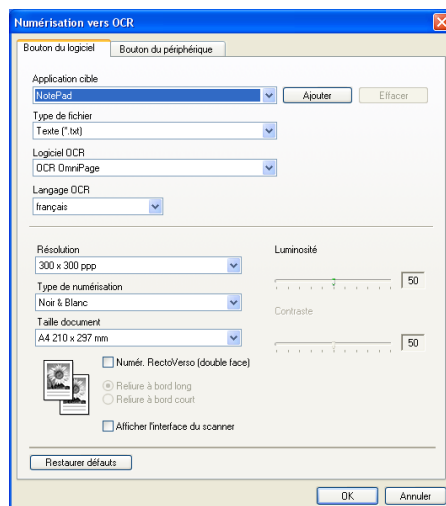 Numérisation vers OCR
Bouton du logiciel Bouton du périphérique
Application cible
NotePad Ajouter Effacer
Type de fichier
Texte (*.txt)
Logiciel OCR
OCR OmniPage
Langage OCR
français
Résolution Luminosité
300 x 300 ppp
50
Type de numérisation
Noir & Blanc
Contraste
Taille document
A4 210 x 297 mm 50
Numér. RectoVerso (double face)
Reliure à bord long
Reliure à bord court
Afficher l'interface du scanner
Restaurer défauts
OK Annuler